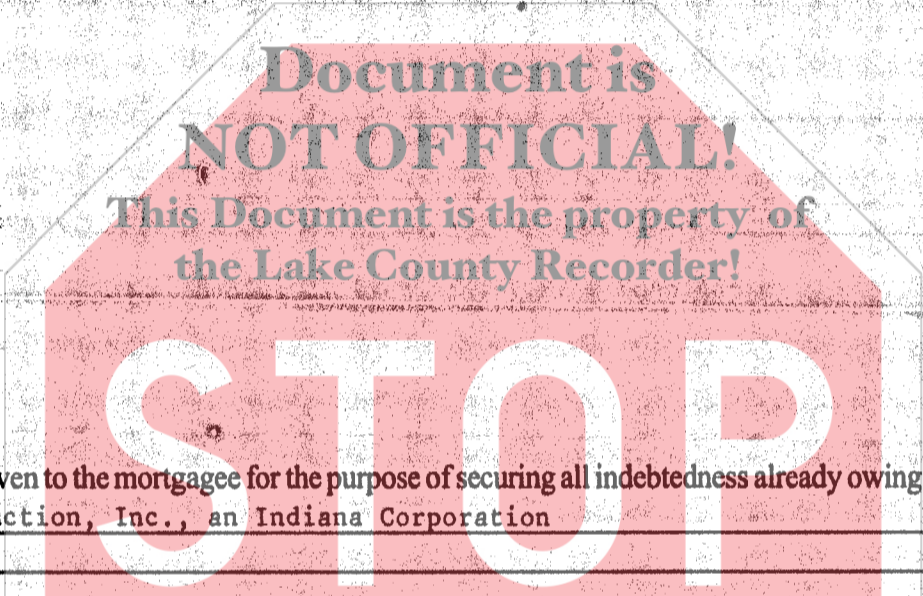 Document is
NOT OFFICIAL!
This Document is the property of
the Lake County Recorder!
STOP
ven to the mortgagee for the purpose of securing all indebtedness already owing
ction, Inc., an Indiana Corporation